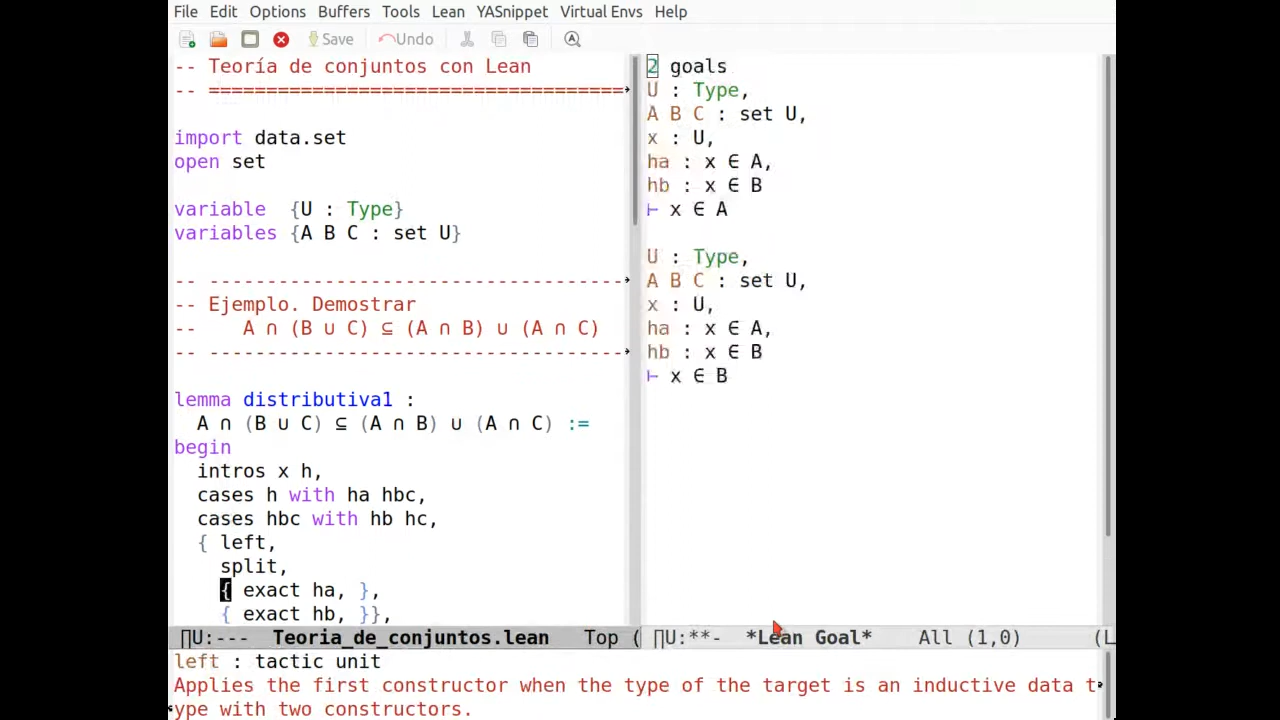 File Edit Options Buffers Tools Lean YASnippet Virtual Envs Help
Save Undo
-- Teoría de conjuntos con Lean
-- ====================================
import data.set
open set
variable  {U : Type}
variables {A B C : set U}
-- ------------------------------------
-- Ejemplo. Demostrar
--    A ∩ (B ∪ C) ⊆ (A ∩ B) ∪ (A ∩ C)
-- ------------------------------------
lemma distributiva1 :
  A ∩ (B ∪ C) ⊆ (A ∩ B) ∪ (A ∩ C) :=
begin
  intros x h,
  cases h with ha hbc,
  cases hbc with hb hc,
  { left,
    split,
    { exact ha, },
    { exact hb, }},
∏U:---  Teoria_de_conjuntos.lean   Top (
2 goals
U : Type,
A B C : set U,
x : U,
ha : x ∈ A,
hb : x ∈ B
⊢ x ∈ A
U : Type,
A B C : set U,
x : U,
ha : x ∈ A,
hb : x ∈ B
⊢ x ∈ B
∏U:**-  *Lean Goal*    All (1,0)      (L
left : tactic unit
Applies the first constructor when the type of the target is an inductive data t
ype with two constructors.